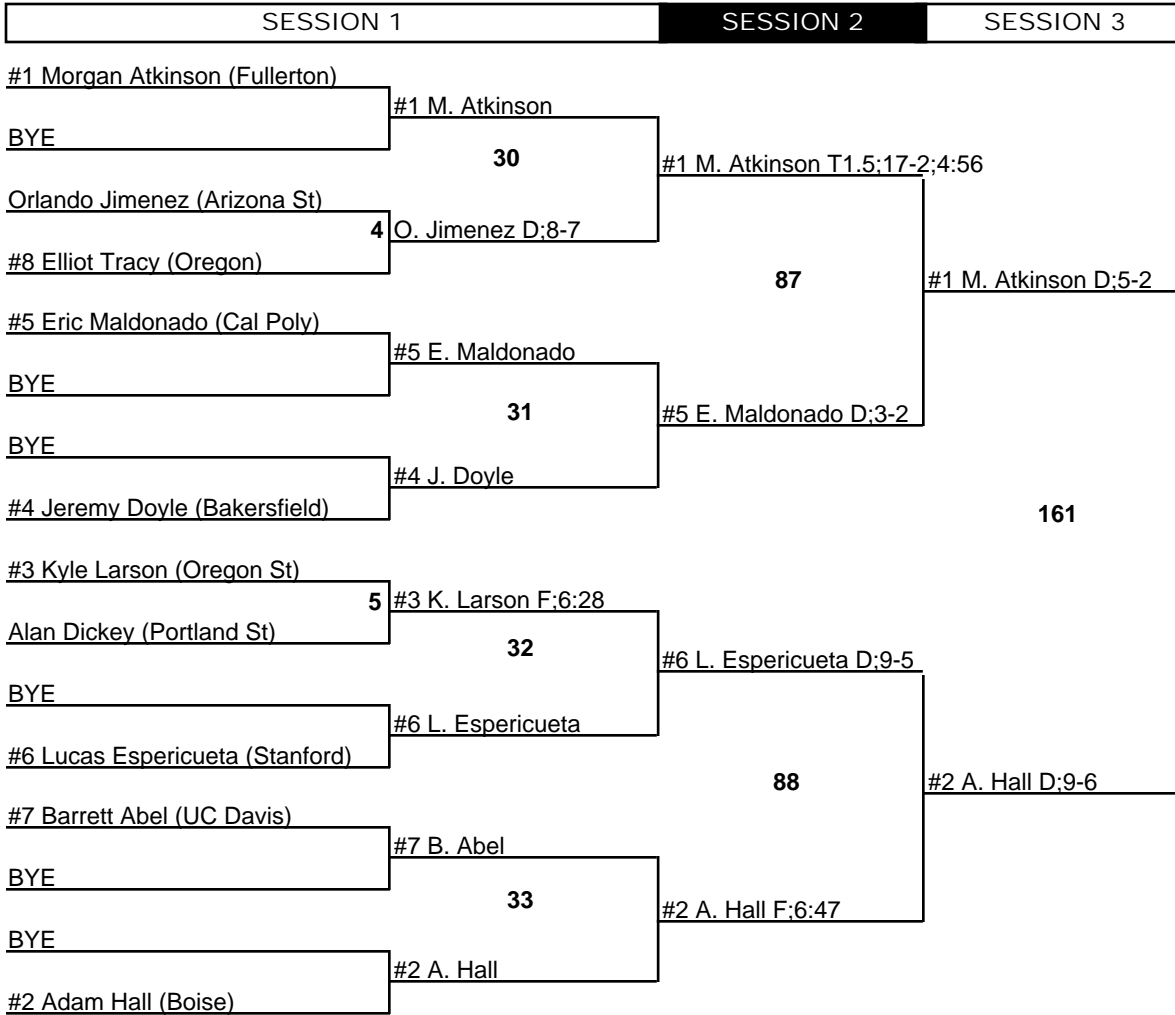 SESSION 1 SESSION 2 SESSION 3
#1 Morgan Atkinson (Fullerton)
#1 M. Atkinson
BYE
30
#1 M. Atkinson T1.5;17-2;4:56
Orlando Jimenez (Arizona St)
4 O. Jimenez D;8-7
#8 Elliot Tracy (Oregon)
87
#1 M. Atkinson D;5-2
#5 Eric Maldonado (Cal Poly)
#5 E. Maldonado
BYE
31
#5 E. Maldonado D;3-2
BYE
#4 J. Doyle
#4 Jeremy Doyle (Bakersfield)
161
#3 Kyle Larson (Oregon St)
5 #3 K. Larson F;6:28
Alan Dickey (Portland St)
32
#6 L. Espericueta D;9-5
BYE
#6 L. Espericueta
#6 Lucas Espericueta (Stanford)
88
#2 A. Hall D;9-6
#7 Barrett Abel (UC Davis)
#7 B. Abel
BYE
33
#2 A. Hall F;6:47
BYE
#2 A. Hall
#2 Adam Hall (Boise)